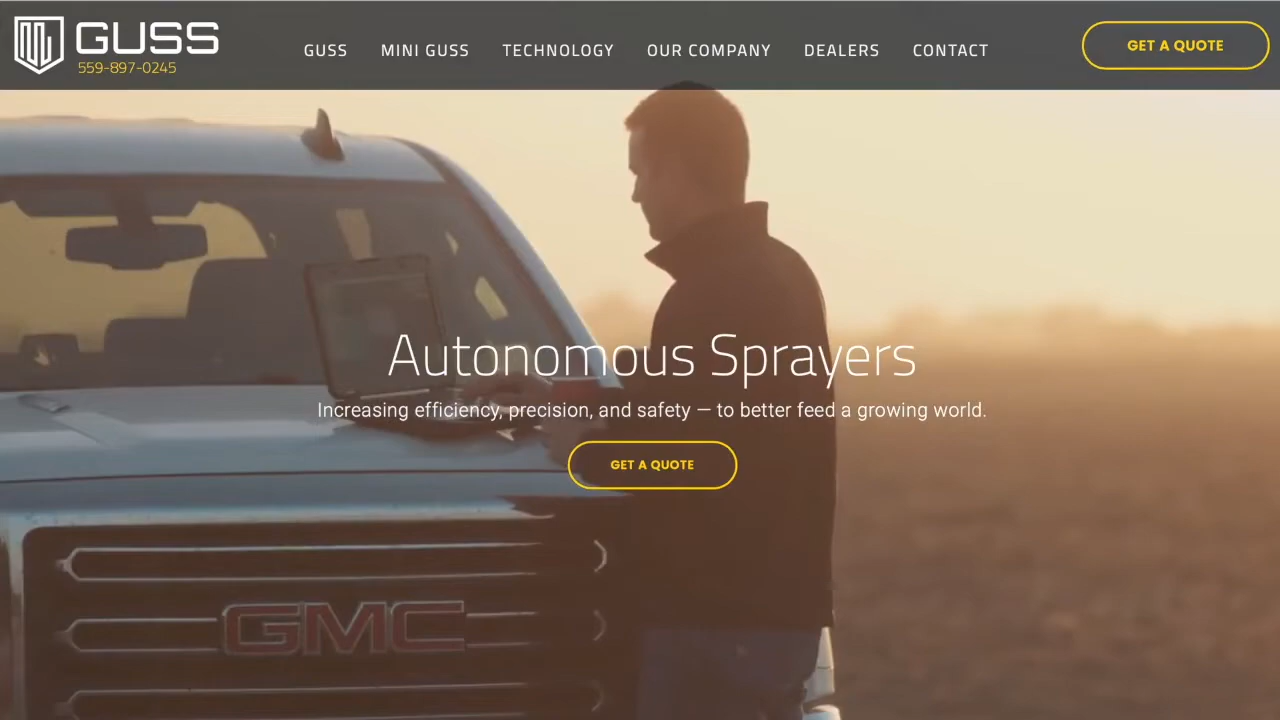 GUSS
559-897-0245
GUSS MINI GUSS TECHNOLOGY OUR COMPANY DEALERS CONTACT
GET A QUOTE
Autonomous Sprayers
Increasing efficiency, precision, and safety — to better feed a growing world.
GET A QUOTE
GMC